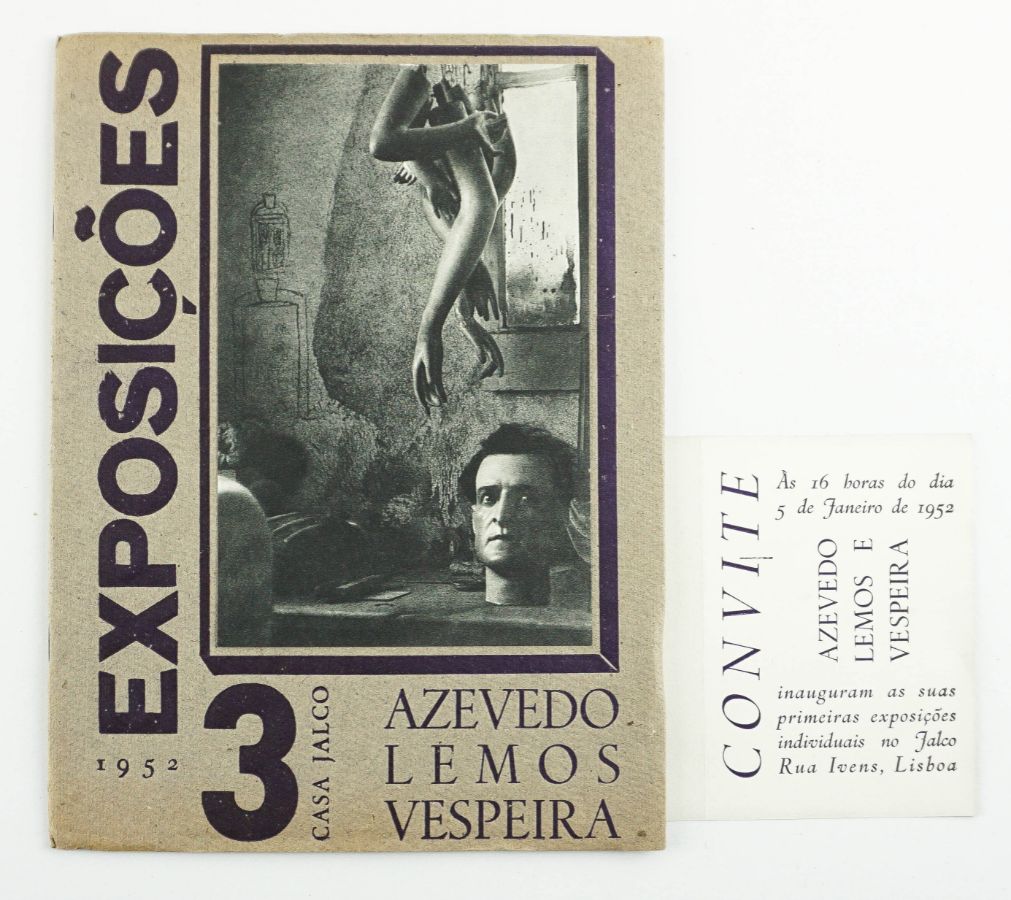 EXPOSIÇÕES
1952
3
CASA JALCO
AZEVEDO
LEMOS
VESPEIRA
CONVITE
Às 16 horas do dia
5 de Janeiro de 1952
AZEVEDO
LEMOS E
VESPEIRA
inauguram as suas
primeiras exposições
individuais no Jalco
Rua Ivens, Lisboa